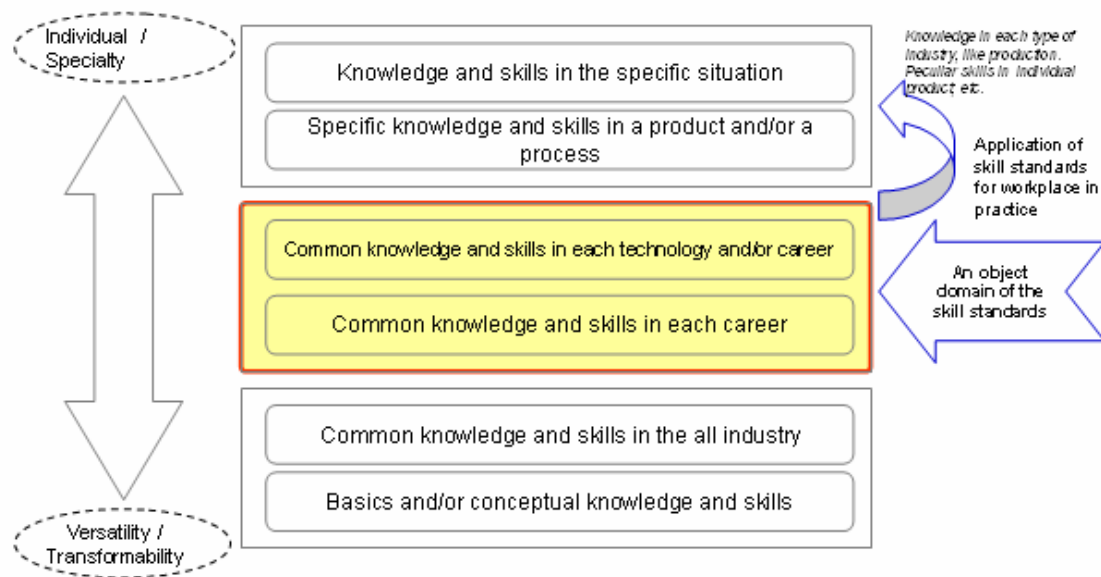 Individual /
Specialty
Knowledge and skills in the specific situation
Specific knowledge and skills in a product and/or a
process
Knowledge in each type of
industry, like production.
Peculiar skills in individual
product, etc.
Application of
skill standards
for workplace in
practice
Common knowledge and skills in each technology and/or career
Common knowledge and skills in each career
An object
domain of the
skill standards
Common knowledge and skills in the all industry
Basics and/or conceptual knowledge and skills
Versatility /
Transformability